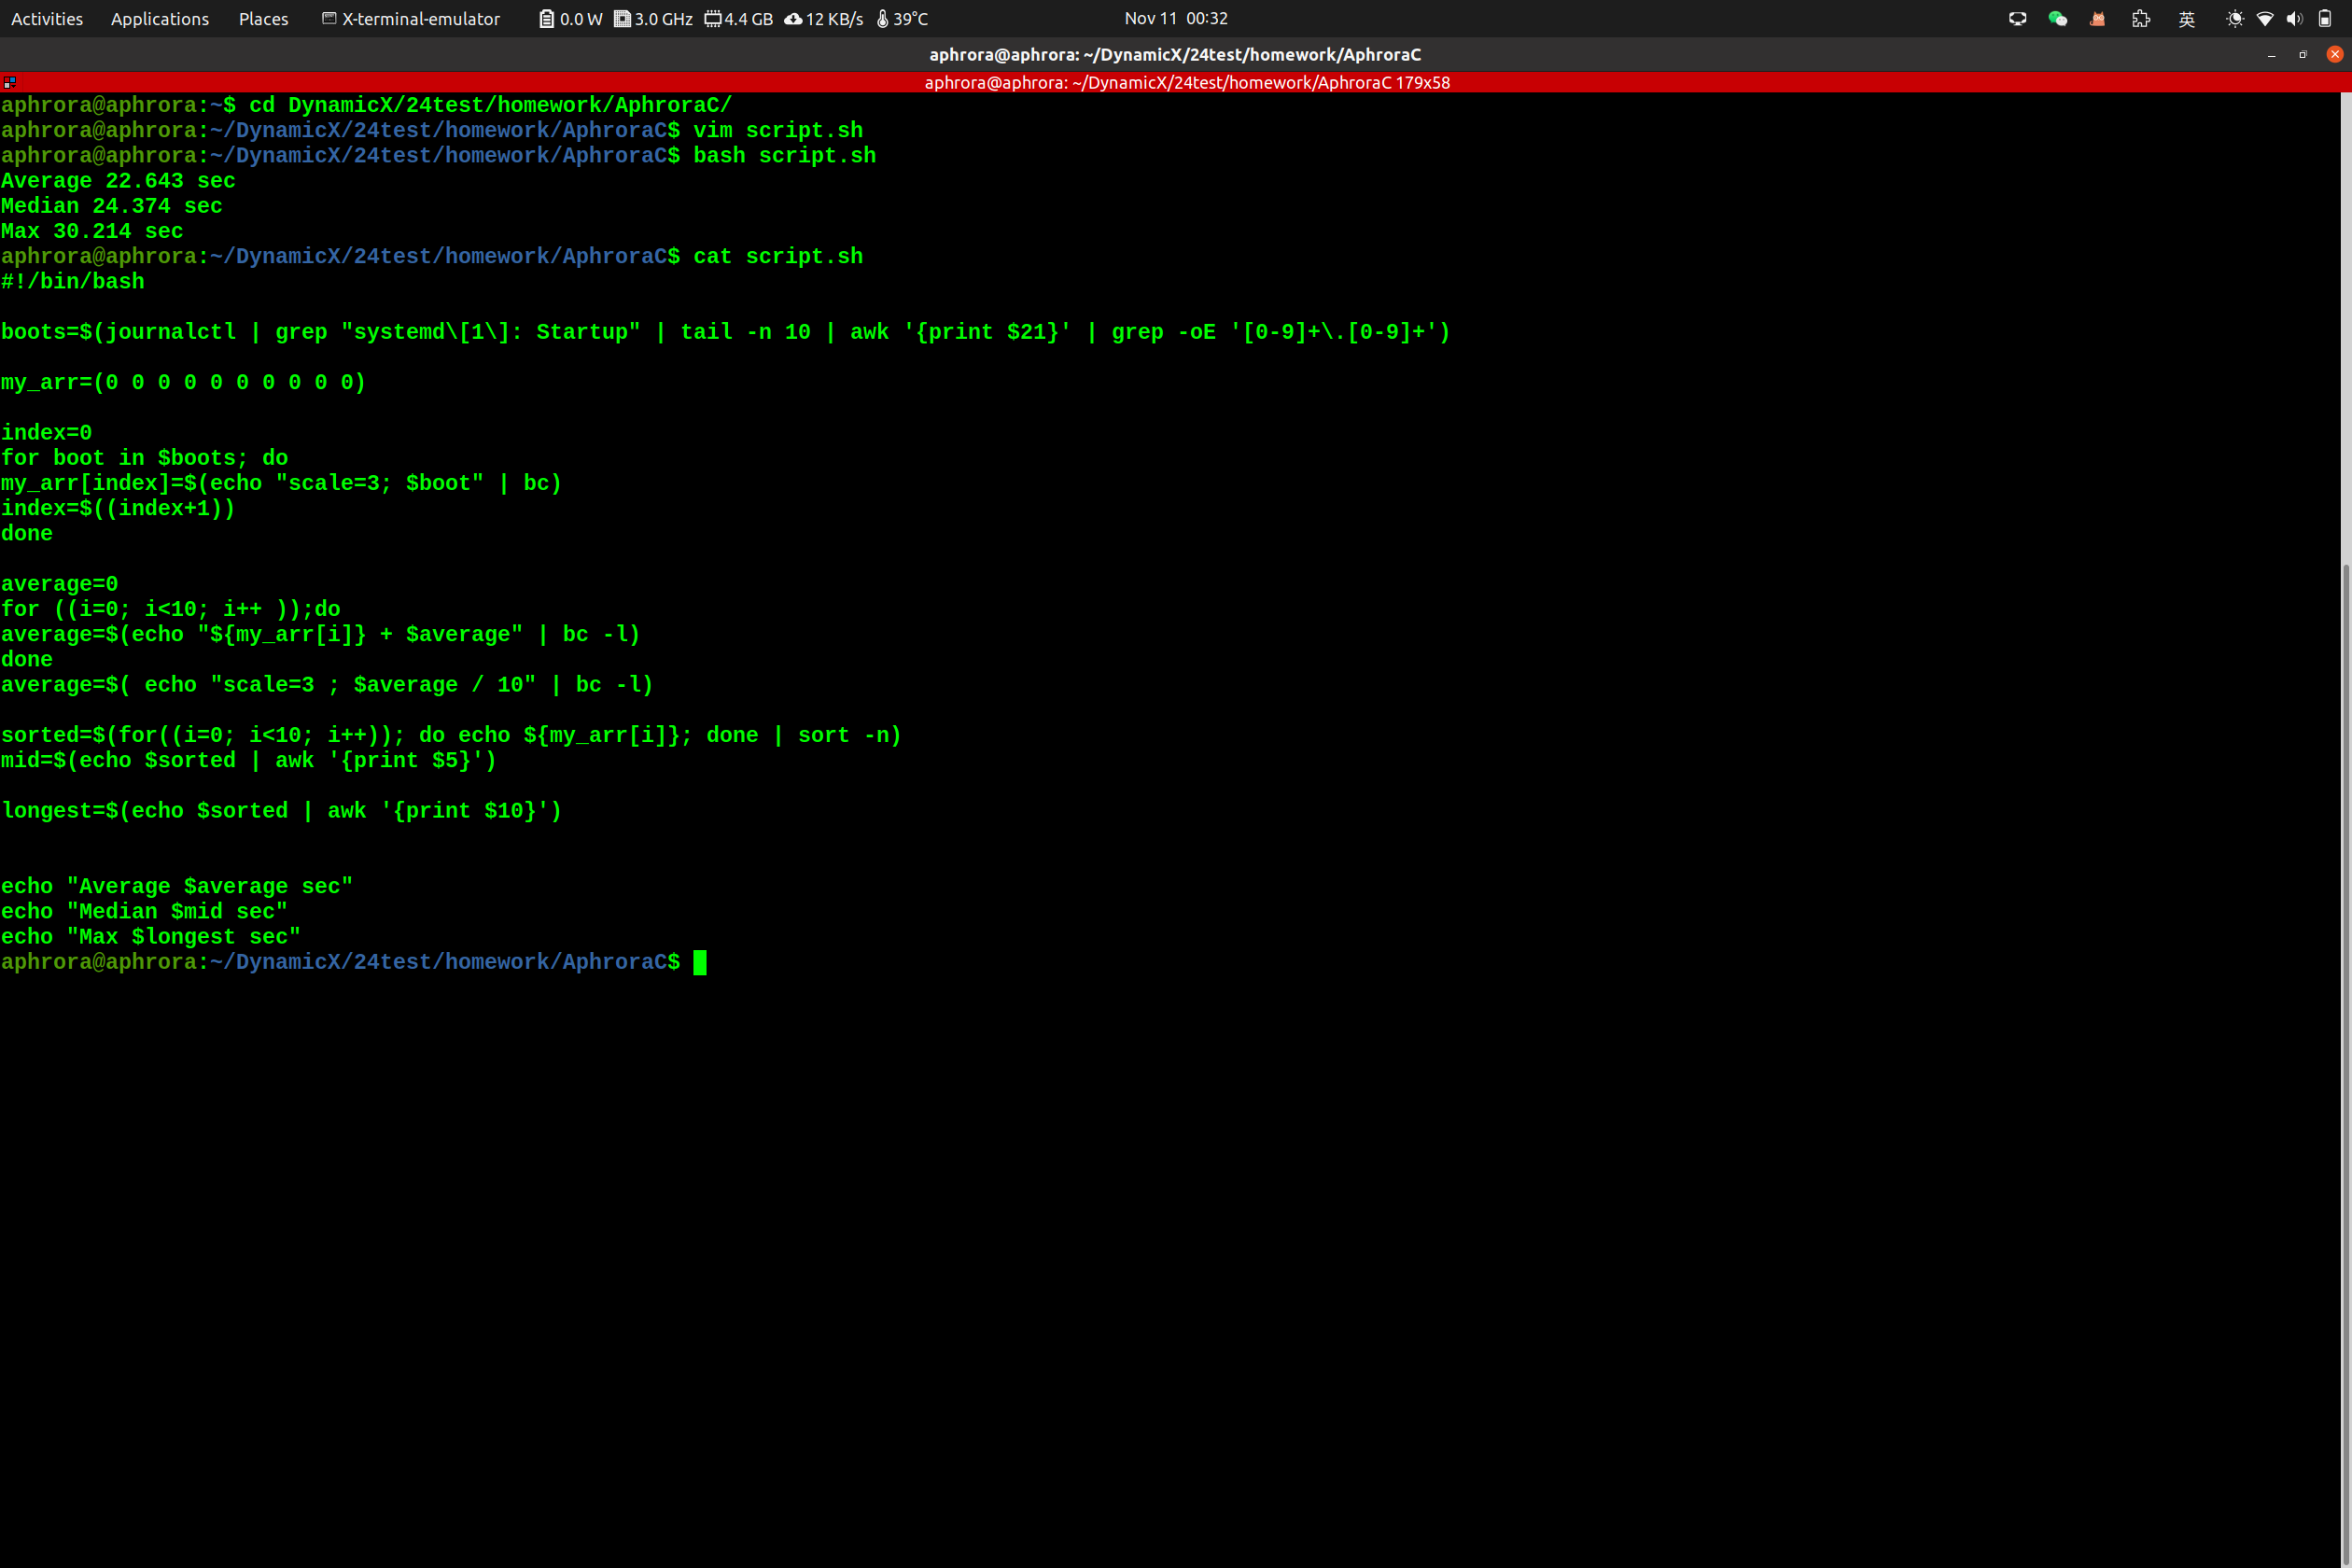 Activities Applications Places X-terminal-emulator 0.0 W 3.0 GHz 4.4 GB 12 KB/s 39°C Nov 11 00:32 英
aphrora@aphrora: ~/DynamicX/24test/homework/AphroraC
aphrora@aphrora: ~/DynamicX/24test/homework/AphroraC 179x58
aphrora@aphrora:~$ cd DynamicX/24test/homework/AphroraC/
aphrora@aphrora:~/DynamicX/24test/homework/AphroraC$ vim script.sh
aphrora@aphrora:~/DynamicX/24test/homework/AphroraC$ bash script.sh
Average 22.643 sec
Median 24.374 sec
Max 30.214 sec
aphrora@aphrora:~/DynamicX/24test/homework/AphroraC$ cat script.sh
#!/bin/bash
boots=$(journalctl | grep "systemd\[1\]: Startup" | tail -n 10 | awk '{print $21}' | grep -oE '[0-9]+\.[0-9]+')
my_arr=(0 0 0 0 0 0 0 0 0 0)
index=0
for boot in $boots; do
my_arr[index]=$(echo "scale=3; $boot" | bc)
index=$((index+1))
done
average=0
for ((i=0; i<10; i++ ));do
average=$(echo "${my_arr[i]} + $average" | bc -l)
done
average=$( echo "scale=3 ; $average / 10" | bc -l)
sorted=$(for((i=0; i<10; i++)); do echo ${my_arr[i]}; done | sort -n)
mid=$(echo $sorted | awk '{print $5}')
longest=$(echo $sorted | awk '{print $10}')
echo "Average $average sec"
echo "Median $mid sec"
echo "Max $longest sec"
aphrora@aphrora:~/DynamicX/24test/homework/AphroraC$